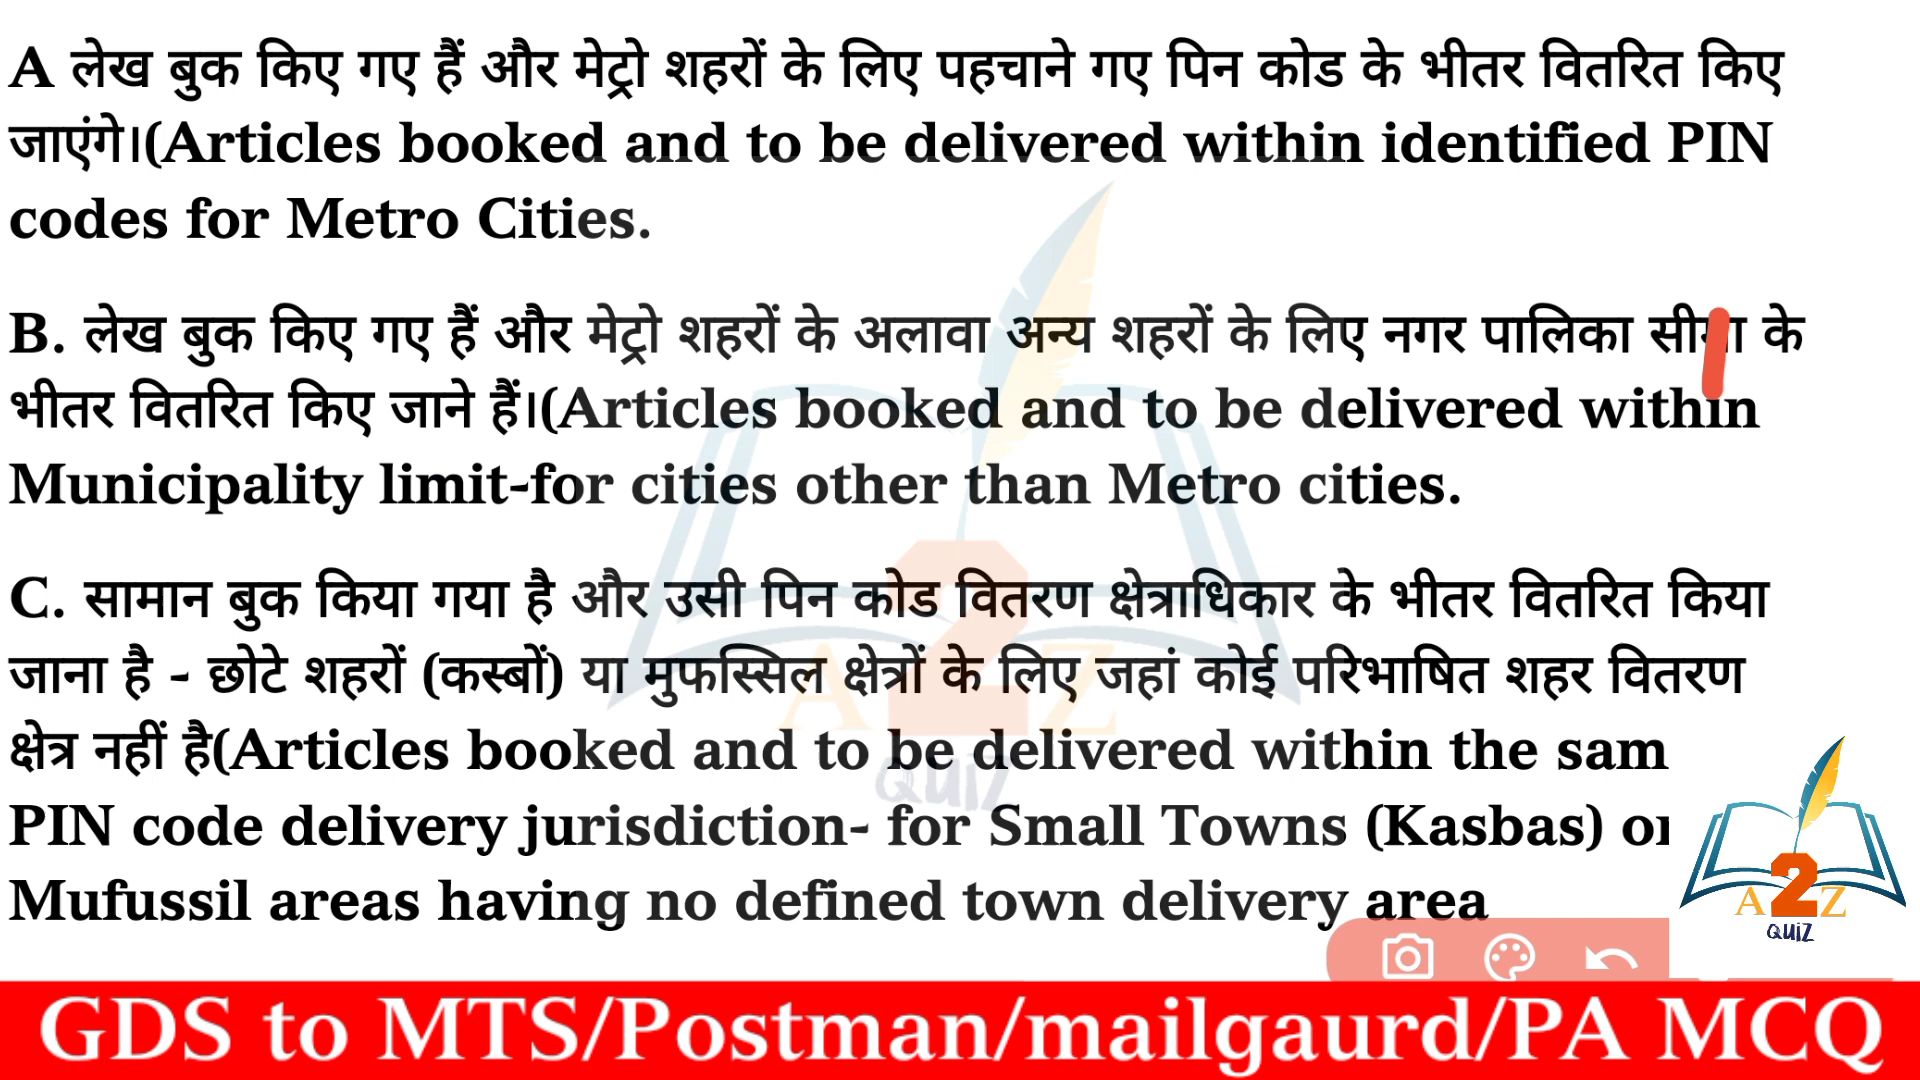 A लेख बुक किए गए हैं और मेट्रो शहरों के लिए पहचाने गए पिन कोड के भीतर वितरित किए
जाएंगे।(Articles booked and to be delivered within identified PIN
codes for Metro Cities.
B. लेख बुक किए गए हैं और मेट्रो शहरों के अलावा अन्य शहरों के लिए नगर पालिका सीमा के
भीतर वितरित किए जाने हैं।(Articles booked and to be delivered within
Municipality limit-for cities other than Metro cities.
C. सामान बुक किया गया है और उसी पिन कोड वितरण क्षेत्राधिकार के भीतर वितरित किया
जाना है - छोटे शहरों (कस्बों) या मुफस्सिल क्षेत्रों के लिए जहां कोई परिभाषित शहर वितरण
क्षेत्र नहीं है(Articles booked and to be delivered within the sam
PIN code delivery jurisdiction- for Small Towns (Kasbas) or
Mufussil areas having no defined town delivery area
A 2 Z
QUIZ
A 2 Z
QUIZ
GDS to MTS/Postman/mailgaurd/PA MCQ